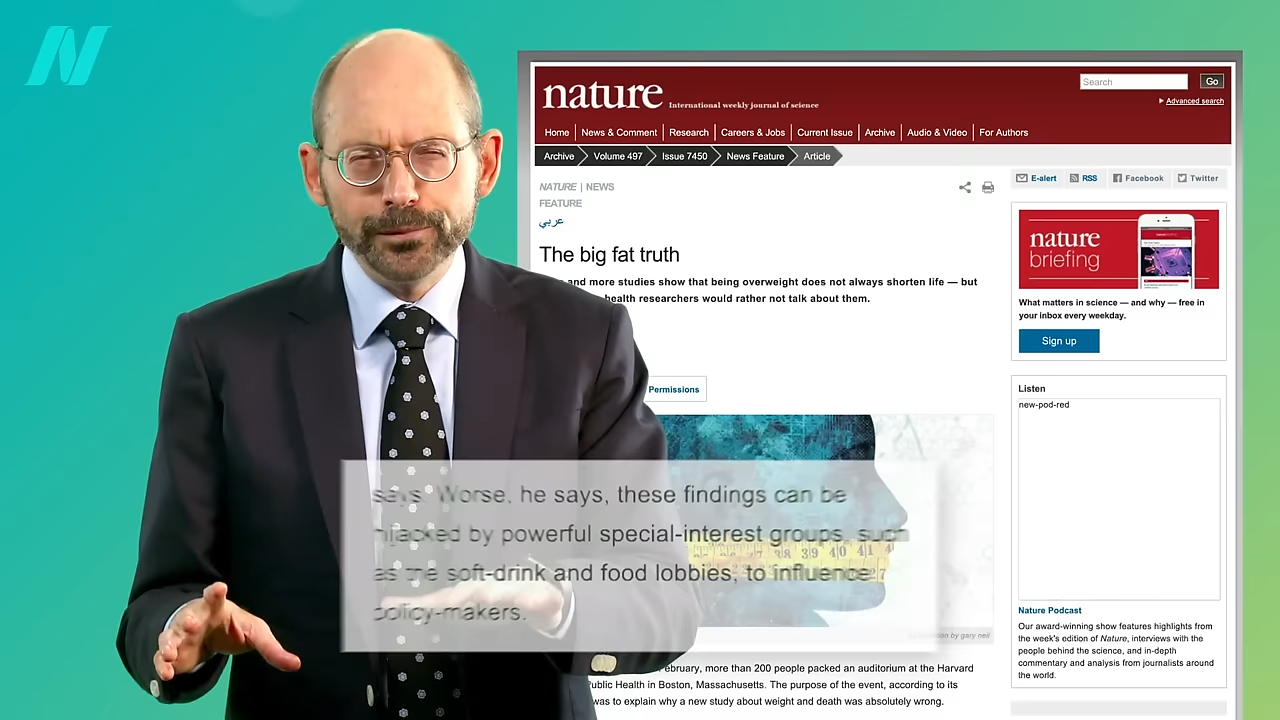 nature International weekly journal of science
Search
Go
Advanced search
Home News & Comment Research Careers & Jobs Current Issue Archive Audio & Video For Authors
Archive Volume 497 Issue 7450 News Feature Article
NATURE | NEWS
FEATURE
عربي
The big fat truth
and more studies show that being overweight does not always shorten life — but
health researchers would rather not talk about them.
Permissions
38 39 40 41
says. Worse, he says, these findings can be
hijacked by powerful special-interest groups, such
as the soft-drink and food lobbies, to influence
policy-makers.
by gary neil
ebruary, more than 200 people packed an auditorium at the Harvard
ublic Health in Boston, Massachusetts. The purpose of the event, according to its
was to explain why a new study about weight and death was absolutely wrong.
E-alert RSS Facebook Twitter
nature
briefing
What matters in science — and why — free in
your inbox every weekday.
Sign up
Listen
new-pod-red
Nature Podcast
Our award-winning show features highlights from
the week's edition of Nature, interviews with the
people behind the science, and in-depth
commentary and analysis from journalists around
the world.